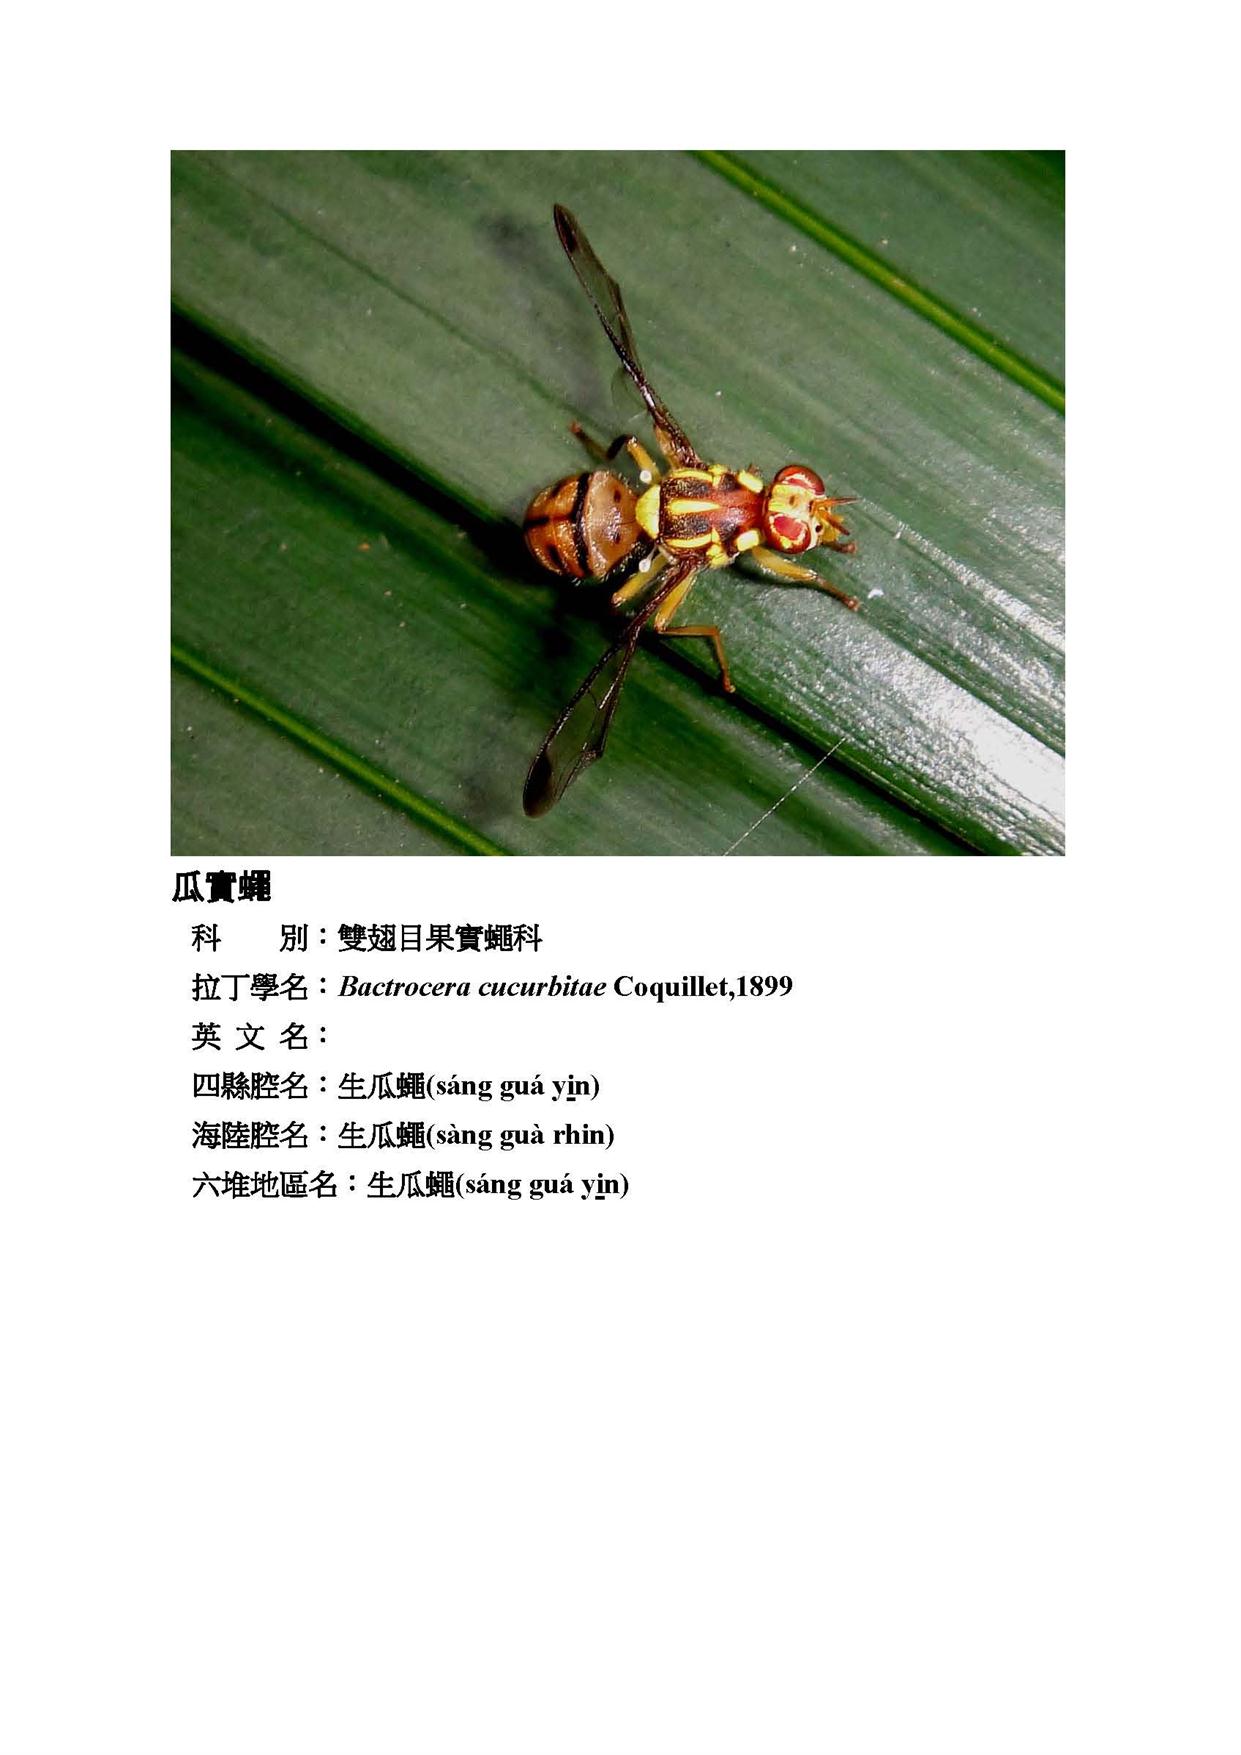 瓜實蠅
科　　別：雙翅目果實蠅科
拉丁學名：Bactrocera cucurbitae Coquillet,1899
英 文 名：
四縣腔名：生瓜蠅(sáng guá yi̲n)
海陸腔名：生瓜蠅(sàng guà rhin)
六堆地區名：生瓜蠅(sáng guá yi̲n)